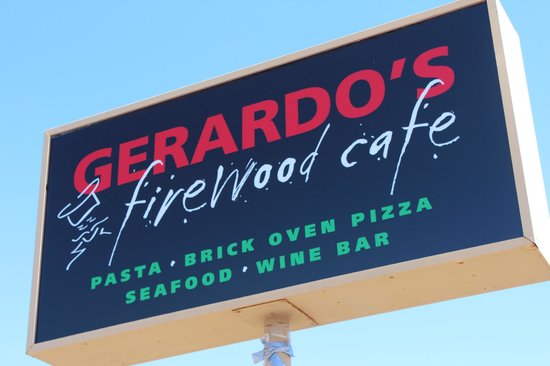 GERARDO'S
firewood cafe
PASTA · BRICK OVEN PIZZA
SEAFOOD · WINE BAR